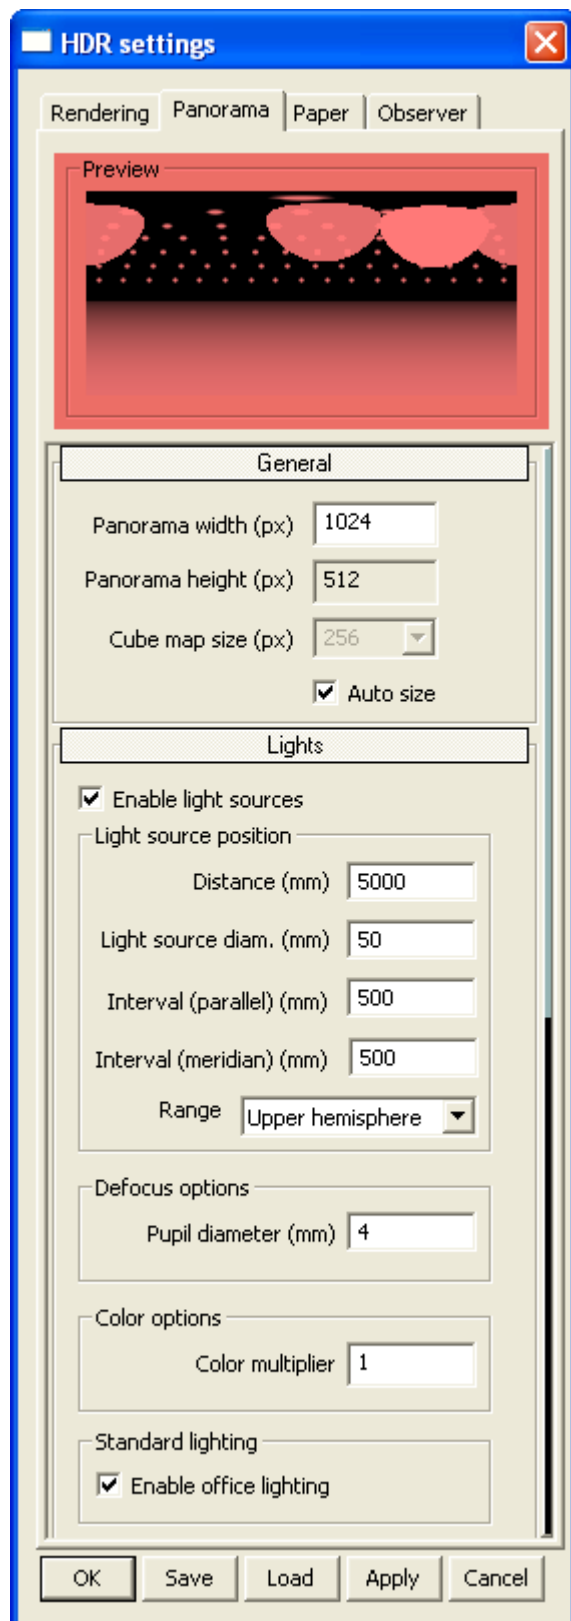 HDR settings
Rendering Panorama Paper Observer
Preview
General
Panorama width (px) 1024
Panorama height (px) 512
Cube map size (px) 256
Auto size
Lights
Enable light sources
Light source position
Distance (mm) 5000
Light source diam. (mm) 50
Interval (parallel) (mm) 500
Interval (meridian) (mm) 500
Range Upper hemisphere
Defocus options
Pupil diameter (mm) 4
Color options
Color multiplier 1
Standard lighting
Enable office lighting
OK Save Load Apply Cancel